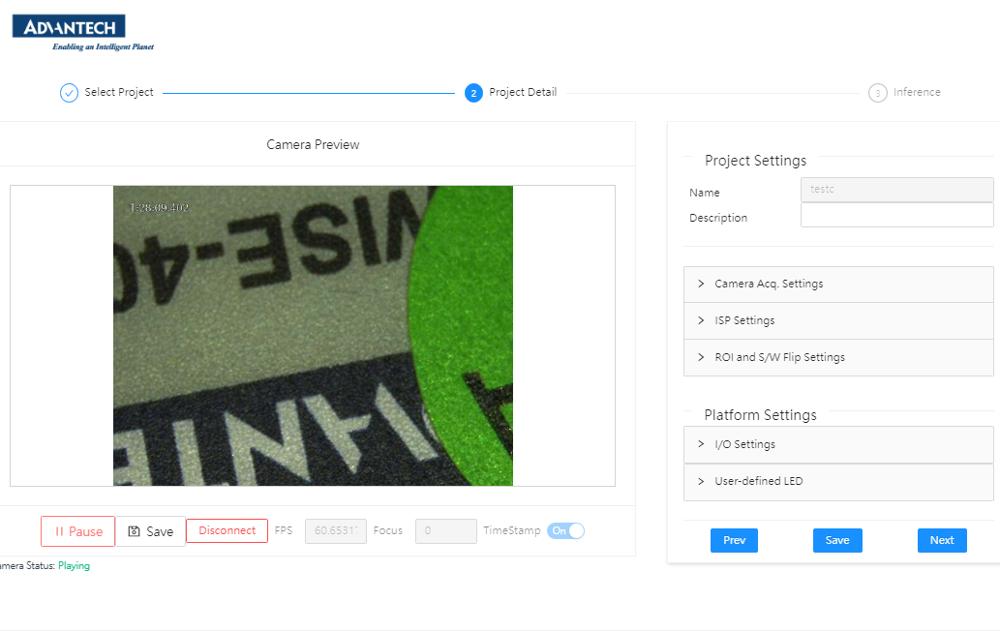 ADVANTECH
Enabling an Intelligent Planet
Select Project
2 Project Detail
3 Inference
Camera Preview
1:28:09.402
WISE-40
ANTE
Pause
Save
Disconnect
FPS
60.6531
Focus
0
TimeStamp
On
amera Status: Playing
Project Settings
Name
testc
Description
Camera Acq. Settings
ISP Settings
ROI and S/W Flip Settings
Platform Settings
I/O Settings
User-defined LED
Prev
Save
Next